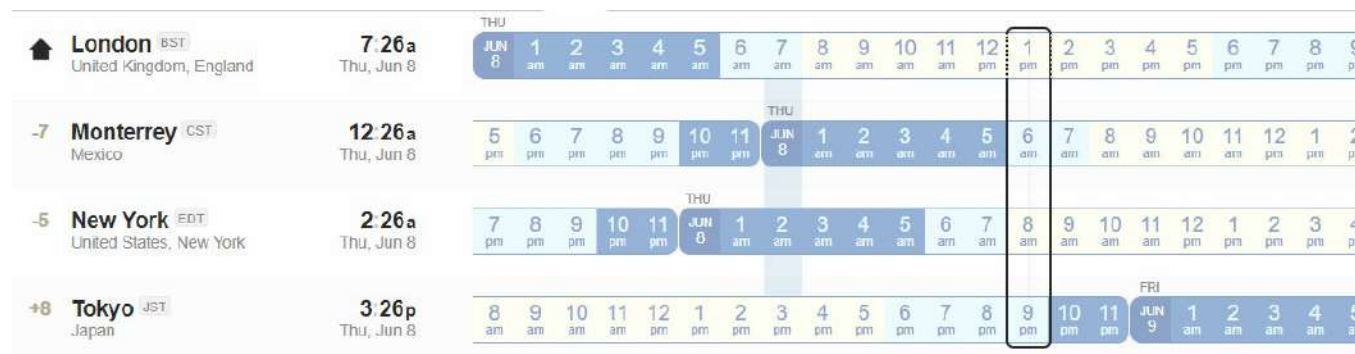 THU
London BST 7:26a JUN 1 2 3 4 5 6 7 8 9 10 11 12 1 2 3 4 5 6 7 8
United Kingdom, England Thu, Jun 8 8 am am am am am am am am am am am pm pm pm pm pm pm pm pm pm
THU
-7 Monterrey CST 12:26a 5 6 7 8 9 10 11 JUN 1 2 3 4 5 6 7 8 9 10 11 12 1
Mexico Thu, Jun 8 pm pm pm pm pm pm pm 8 am am am am am am am am am am am pm pm
THU
-5 New York EDT 2:26a 7 8 9 10 11 JUN 1 2 3 4 5 6 7 8 9 10 11 12 1 2 3
United States, New York Thu, Jun 8 pm pm pm pm pm 8 am am am am am am am am am am am pm pm pm pm
FRI
+8 Tokyo JST 3:26p 8 9 10 11 12 1 2 3 4 5 6 7 8 9 10 11 JUN 1 2 3 4
Japan Thu, Jun 8 am am am am pm pm pm pm pm pm pm pm pm pm pm pm 9 am am am am